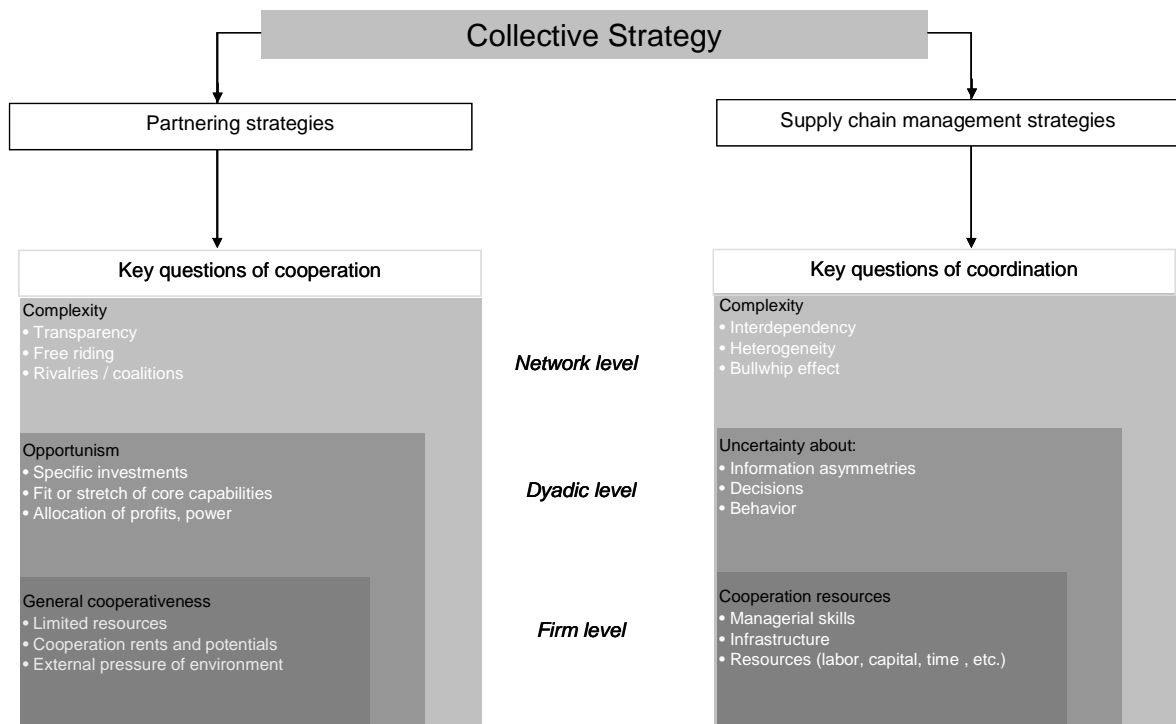 Collective Strategy
Partnering strategies
Supply chain management strategies
Key questions of cooperation
Complexity
• Transparency
• Free riding
• Rivalries / coalitions
Opportunism
• Specific investments
• Fit or stretch of core capabilities
• Allocation of profits, power
General cooperativeness
• Limited resources
• Cooperation rents and potentials
• External pressure of environment
Network level
Dyadic level
Firm level
Key questions of coordination
Complexity
• Interdependency
• Heterogeneity
• Bullwhip effect
Uncertainty about:
• Information asymmetries
• Decisions
• Behavior
Cooperation resources
• Managerial skills
• Infrastructure
• Resources (labor, capital, time , etc.)